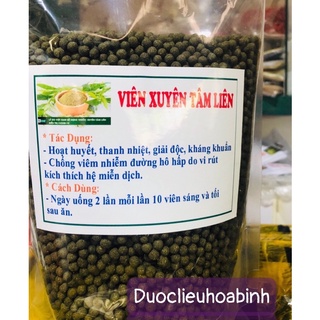 VIÊN XUYÊN TÂM LIÊN
* Tác Dụng:
- Hoạt huyết, thanh nhiệt, giải độc, kháng khuẩn
- Chống viêm nhiễm đường hô hấp do vi rút
kích thích hệ miễn dịch.
* Cách Dùng:
- Ngày uống 2 lần mỗi lần 10 viên sáng và tối
sau ăn.
Duoclieuhoabinh